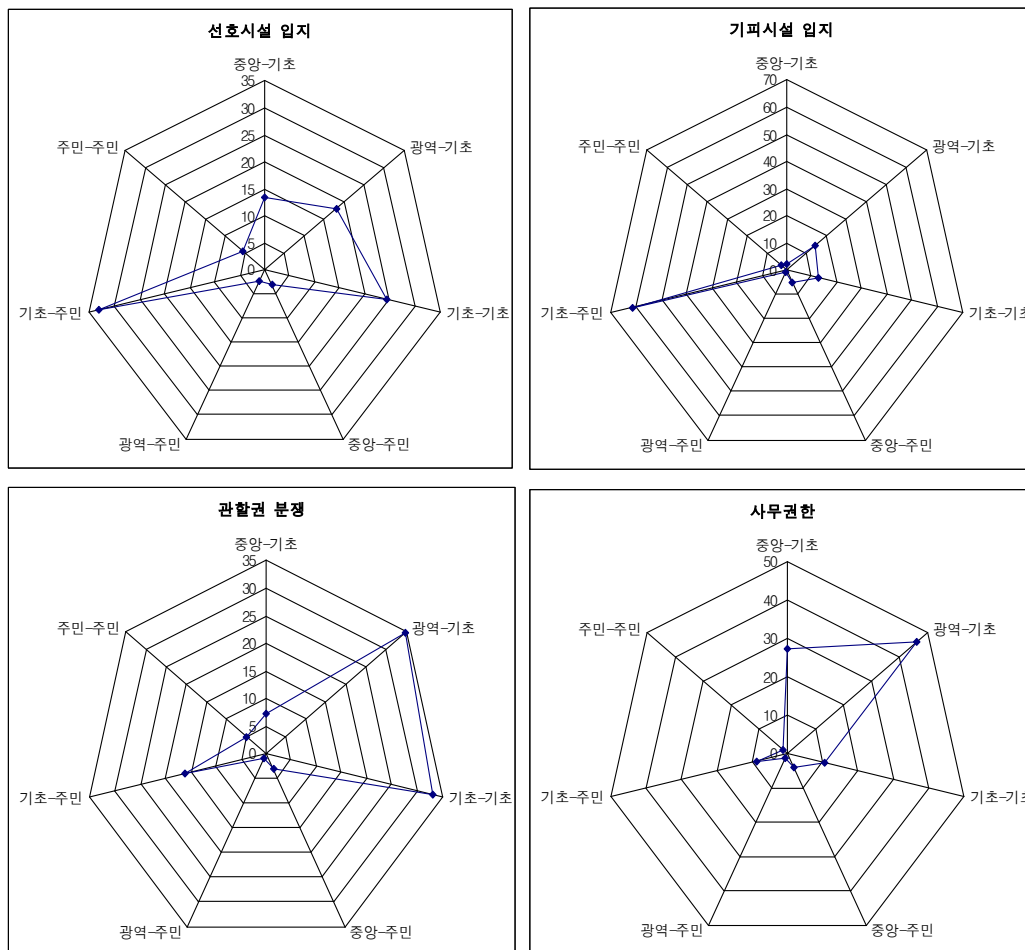 선호시설 입지
중앙-기초
35
30
25
20
15
10
5
0
광역-기초
기초-기초
중앙-주민
광역-주민
기초-주민
주민-주민
기피시설 입지
중앙-기초
70
60
50
40
30
20
10
0
광역-기초
기초-기초
중앙-주민
광역-주민
기초-주민
주민-주민
관할권 분쟁
중앙-기초
35
30
25
20
15
10
5
0
광역-기초
기초-기초
중앙-주민
광역-주민
기초-주민
주민-주민
사무권한
중앙-기초
50
40
30
20
10
0
광역-기초
기초-기초
중앙-주민
광역-주민
기초-주민
주민-주민